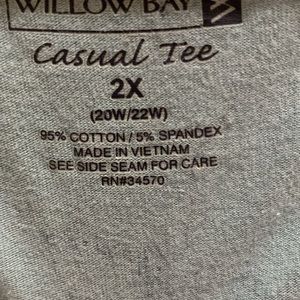 WILLOW BAY
Casual Tee
2X
(20W/22W)
95% COTTON / 5% SPANDEX
MADE IN VIETNAM
SEE SIDE SEAM FOR CARE
RN#34570